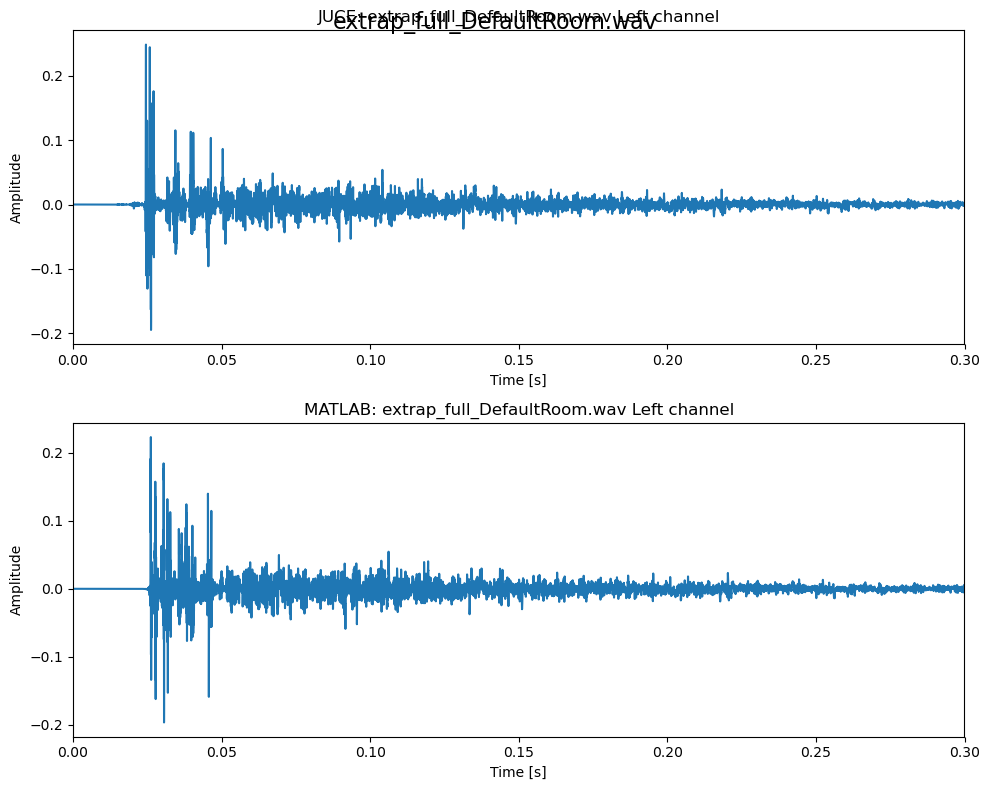 JUCE: extrap_full_DefaultRoom.wav Left channel
extrap_full_DefaultRoom.wav
0.2
0.1
0.0
−0.1
−0.2
Amplitude
0.00 0.05 0.10 0.15 0.20 0.25 0.30
Time [s]
MATLAB: extrap_full_DefaultRoom.wav Left channel
0.2
0.1
0.0
−0.1
−0.2
Amplitude
0.00 0.05 0.10 0.15 0.20 0.25 0.30
Time [s]